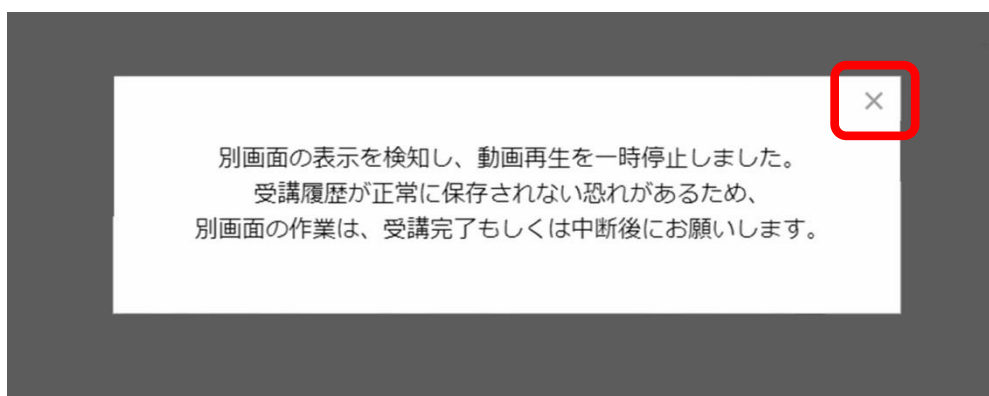 別画面の表示を検知し、動画再生を一時停止しました。
受講履歴が正常に保存されない恐れがあるため、
別画面の作業は、受講完了もしくは中断後にお願いします。